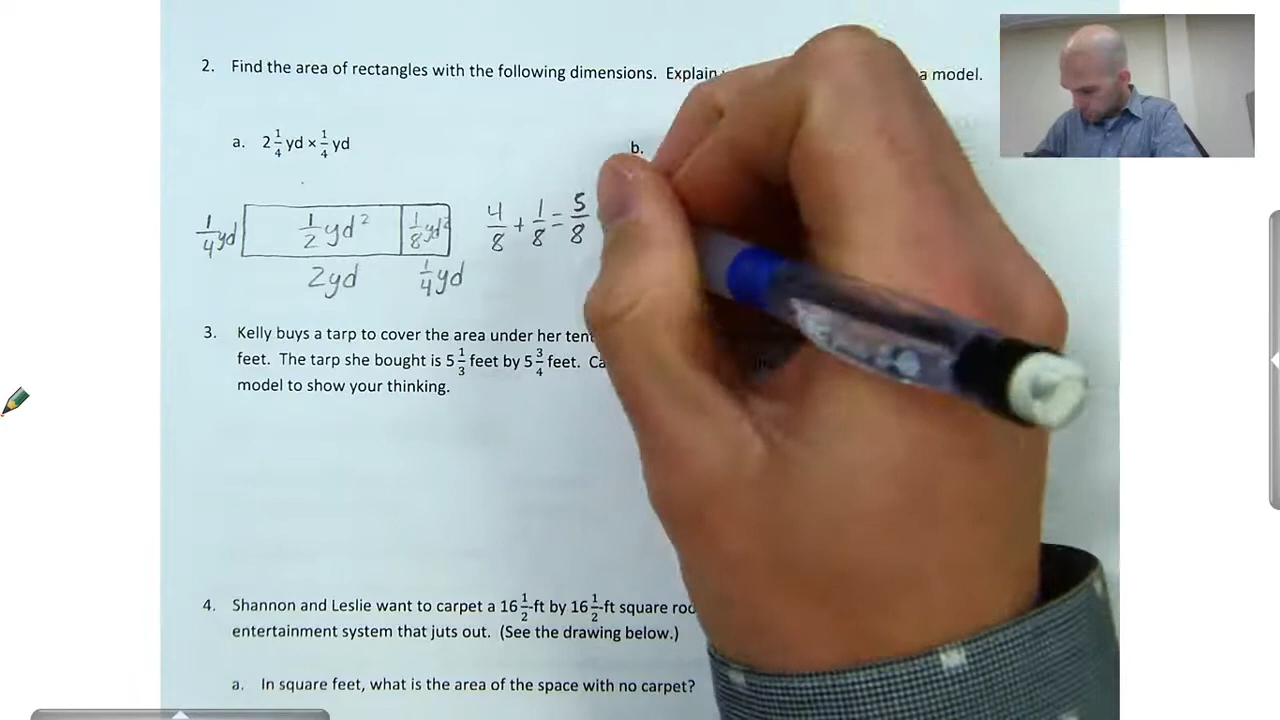 2. Find the area of rectangles with the following dimensions. Explain a model.
a. 2 1/4 yd × 1/4 yd
b.
1/4 yd 1/2 yd² 1/8 yd² 4/8 + 1/8 = 5/8
2yd 1/4 yd
3. Kelly buys a tarp to cover the area under her tent
feet. The tarp she bought is 5 1/3 feet by 5 3/4 feet.
model to show your thinking.
4. Shannon and Leslie want to carpet a 16 1/2-ft by 16 1/2-ft square
entertainment system that juts out. (See the drawing below.)
a. In square feet, what is the area of the space with no carpet?